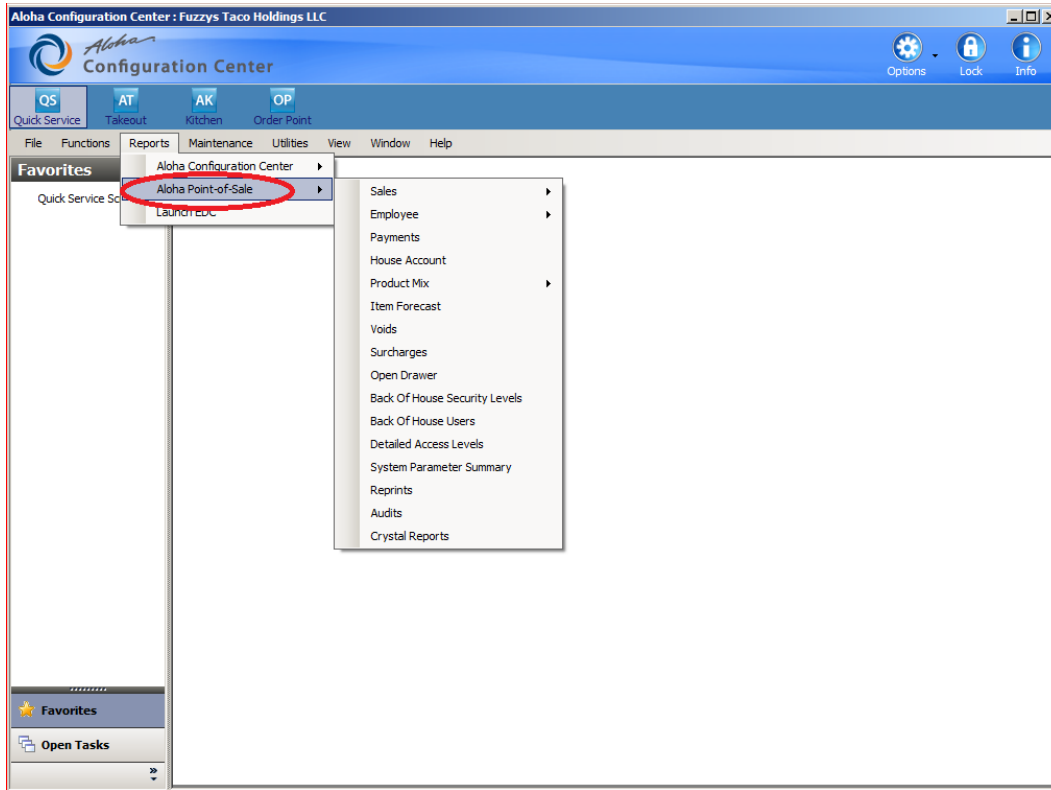 Aloha Configuration Center : Fuzzys Taco Holdings LLC
Aloha
Configuration Center
Options Lock Info
QS AT AK OP
Quick Service Takeout Kitchen Order Point
File Functions Reports Maintenance Utilities View Window Help
Favorites
Quick Service Sc
Aloha Configuration Center
Aloha Point-of-Sale
Launch EDC
Sales
Employee
Payments
House Account
Product Mix
Item Forecast
Voids
Surcharges
Open Drawer
Back Of House Security Levels
Back Of House Users
Detailed Access Levels
System Parameter Summary
Reprints
Audits
Crystal Reports
Favorites
Open Tasks